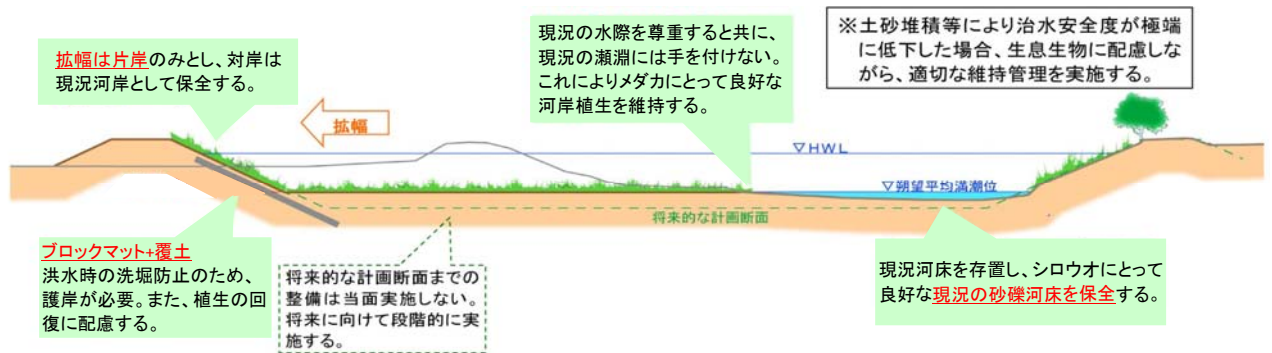 拡幅は片岸のみとし、対岸は
現況河岸として保全する。
現況の水際を尊重すると共に、
現況の瀬淵には手を付けない。
これによりメダカにとって良好な
河岸植生を維持する。
※土砂堆積等により治水安全度が極端
に低下した場合、生息生物に配慮しな
がら、適切な維持管理を実施する。
拡幅
▽HWL
▽朔望平均満潮位
将来的な計画断面
ブロックマット+覆土
洪水時の洗堀防止のため、
護岸が必要。また、植生の回
復に配慮する。
将来的な計画断面までの
整備は当面実施しない。
将来に向けて段階的に実
施する。
現況河床を存置し、シロウオにとって
良好な現況の砂礫河床を保全する。